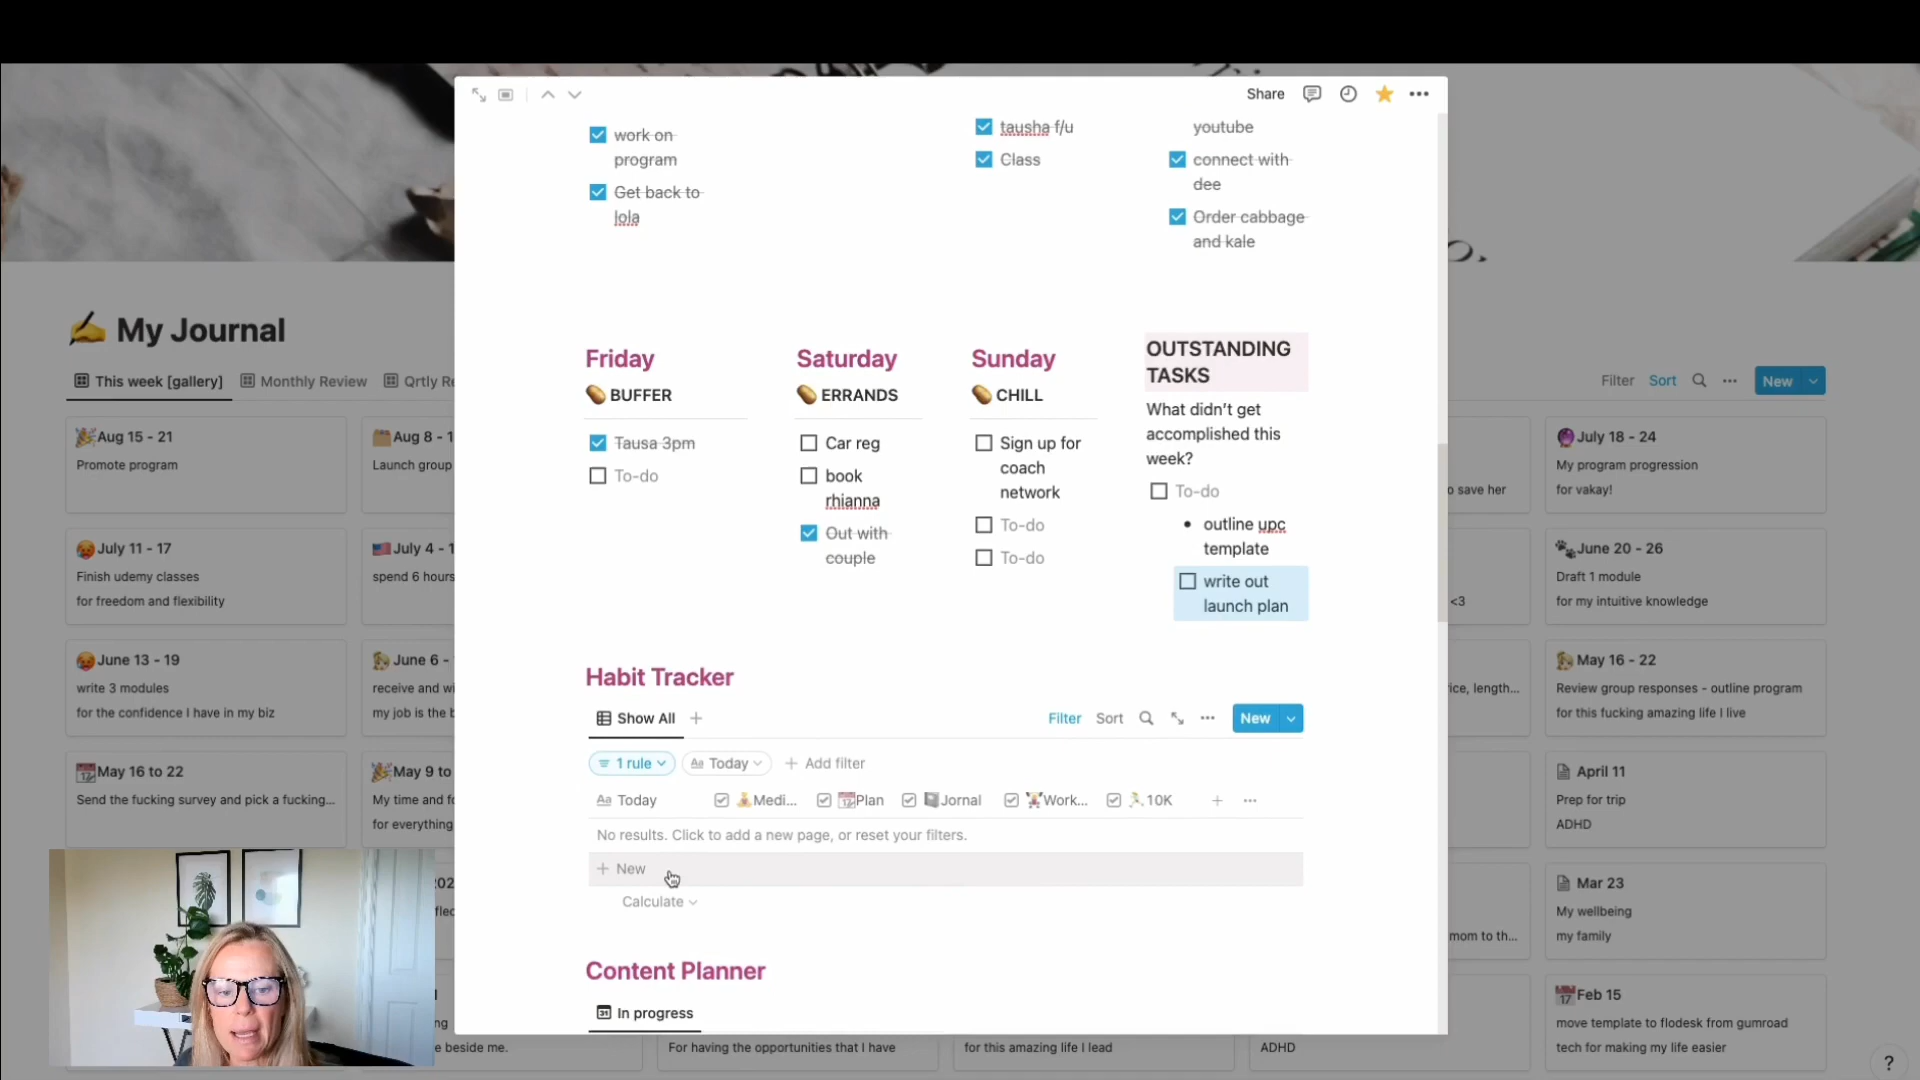 Share
work on
program
Get back to
lola
tausha f/u
Class
youtube
connect with
dee
Order cabbage
and kale
My Journal
This week [gallery]
Monthly Review
Qrtly Re
Filter
Sort
New
Friday
BUFFER
Tausa 3pm
To-do
Saturday
ERRANDS
Car reg
book
rhianna
Out with
couple
Sunday
CHILL
Sign up for
coach
network
To-do
To-do
OUTSTANDING
TASKS
What didn't get
accomplished this
week?
To-do
outline upc
template
write out
launch plan
Habit Tracker
Show All
Filter
Sort
New
1 rule
Today
Add filter
Today
Medi...
Plan
Jornal
Work...
10K
No results. Click to add a new page, or reset your filters.
New
Calculate
Content Planner
In progress
Aug 15 - 21
Promote program
Aug 8 - 1
Launch group
o save her
July 18 - 24
My program progression
for vakay!
July 11 - 17
Finish udemy classes
for freedom and flexibility
July 4 - 1
spend 6 hours
<3
June 20 - 26
Draft 1 module
for my intuitive knowledge
June 13 - 19
write 3 modules
for the confidence I have in my biz
June 6 -
receive and wi
my job is the b
ice, length...
May 16 - 22
Review group responses - outline program
for this fucking amazing life I live
May 16 to 22
Send the fucking survey and pick a fucking...
May 9 to
My time and fo
for everything
April 11
Prep for trip
ADHD
02
flec
mom to th...
Mar 23
My wellbeing
my family
ng
e beside me.
For having the opportunities that I have
for this amazing life I lead
ADHD
Feb 15
move template to flodesk from gumroad
tech for making my life easier
?